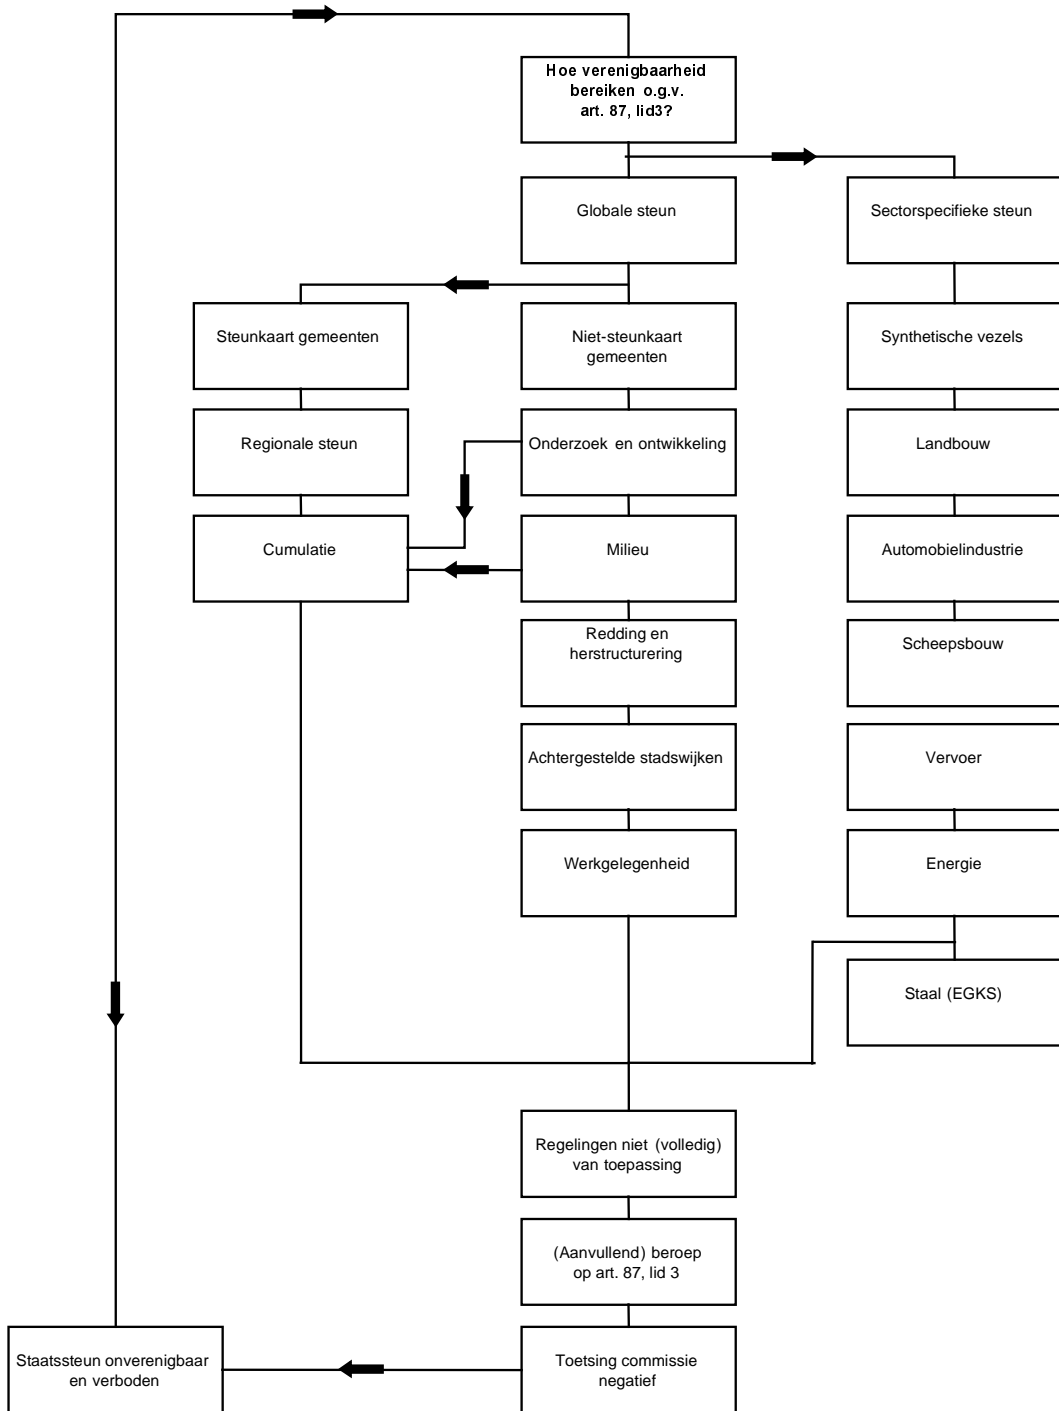 Hoe verenigbaarheid
bereiken o.g.v.
art. 87, lid3?
Globale steun
Sectorspecifieke steun
Steunkaart gemeenten
Niet-steunkaart
gemeenten
Synthetische vezels
Regionale steun
Onderzoek en ontwikkeling
Landbouw
Cumulatie
Milieu
Automobielindustrie
Redding en
herstructurering
Scheepsbouw
Achtergestelde stadswijken
Vervoer
Werkgelegenheid
Energie
Staal (EGKS)
Regelingen niet (volledig)
van toepassing
(Aanvullend) beroep
op art. 87, lid 3
Staatssteun onverenigbaar
en verboden
Toetsing commissie
negatief